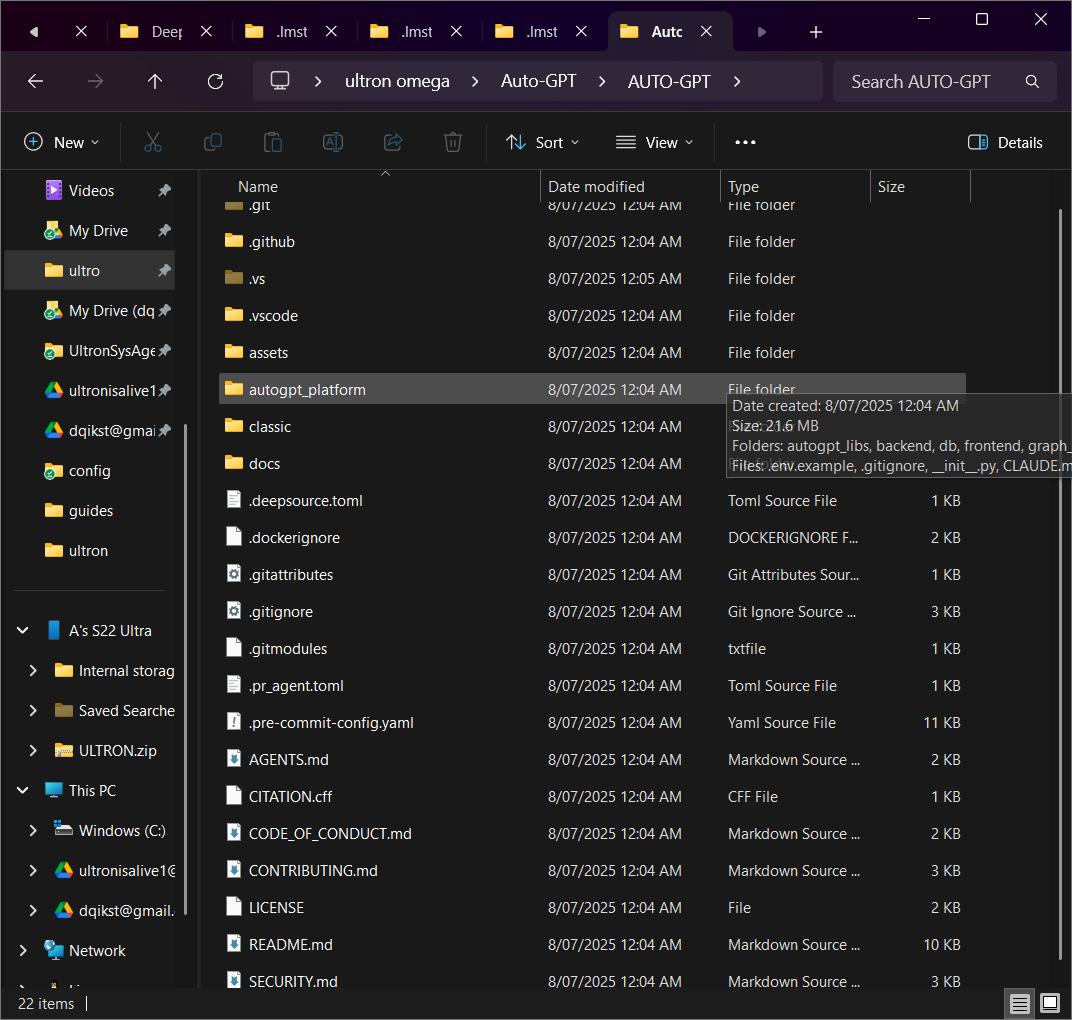 Deep
.lmst
.lmst
.lmst
Auto
ultron omega > Auto-GPT > AUTO-GPT >
Search AUTO-GPT
New
Sort
View
Details
Videos
My Drive
ultro
My Drive (dq
UltronSysAge
ultronisalive1
dqikst@gmai
config
guides
ultron
A's S22 Ultra
Internal storag
Saved Searche
ULTRON.zip
This PC
Windows (C:)
ultronisalive1@
dqikst@gmail.
Network
Name Date modified Type Size
.git 8/07/2025 12:04 AM File folder
.github 8/07/2025 12:04 AM File folder
.vs 8/07/2025 12:05 AM File folder
.vscode 8/07/2025 12:04 AM File folder
assets 8/07/2025 12:04 AM File folder
autogpt_platform 8/07/2025 12:04 AM File folder
classic 8/07/2025 12:04 AM
docs 8/07/2025 12:04 AM
Date created: 8/07/2025 12:04 AM
Size: 21.6 MB
Folders: autogpt_libs, backend, db, frontend, graph_
Files: .env.example, .gitignore, __init__.py, CLAUDE.m
.deepsource.toml 8/07/2025 12:04 AM Toml Source File 1 KB
.dockerignore 8/07/2025 12:04 AM DOCKERIGNORE F... 2 KB
.gitattributes 8/07/2025 12:04 AM Git Attributes Sour... 1 KB
.gitignore 8/07/2025 12:04 AM Git Ignore Source ... 3 KB
.gitmodules 8/07/2025 12:04 AM txtfile 1 KB
.pr_agent.toml 8/07/2025 12:04 AM Toml Source File 1 KB
.pre-commit-config.yaml 8/07/2025 12:04 AM Yaml Source File 11 KB
AGENTS.md 8/07/2025 12:04 AM Markdown Source ... 2 KB
CITATION.cff 8/07/2025 12:04 AM CFF File 1 KB
CODE_OF_CONDUCT.md 8/07/2025 12:04 AM Markdown Source ... 2 KB
CONTRIBUTING.md 8/07/2025 12:04 AM Markdown Source ... 3 KB
LICENSE 8/07/2025 12:04 AM File 2 KB
README.md 8/07/2025 12:04 AM Markdown Source ... 10 KB
SECURITY.md 8/07/2025 12:04 AM Markdown Source ... 3 KB
22 items